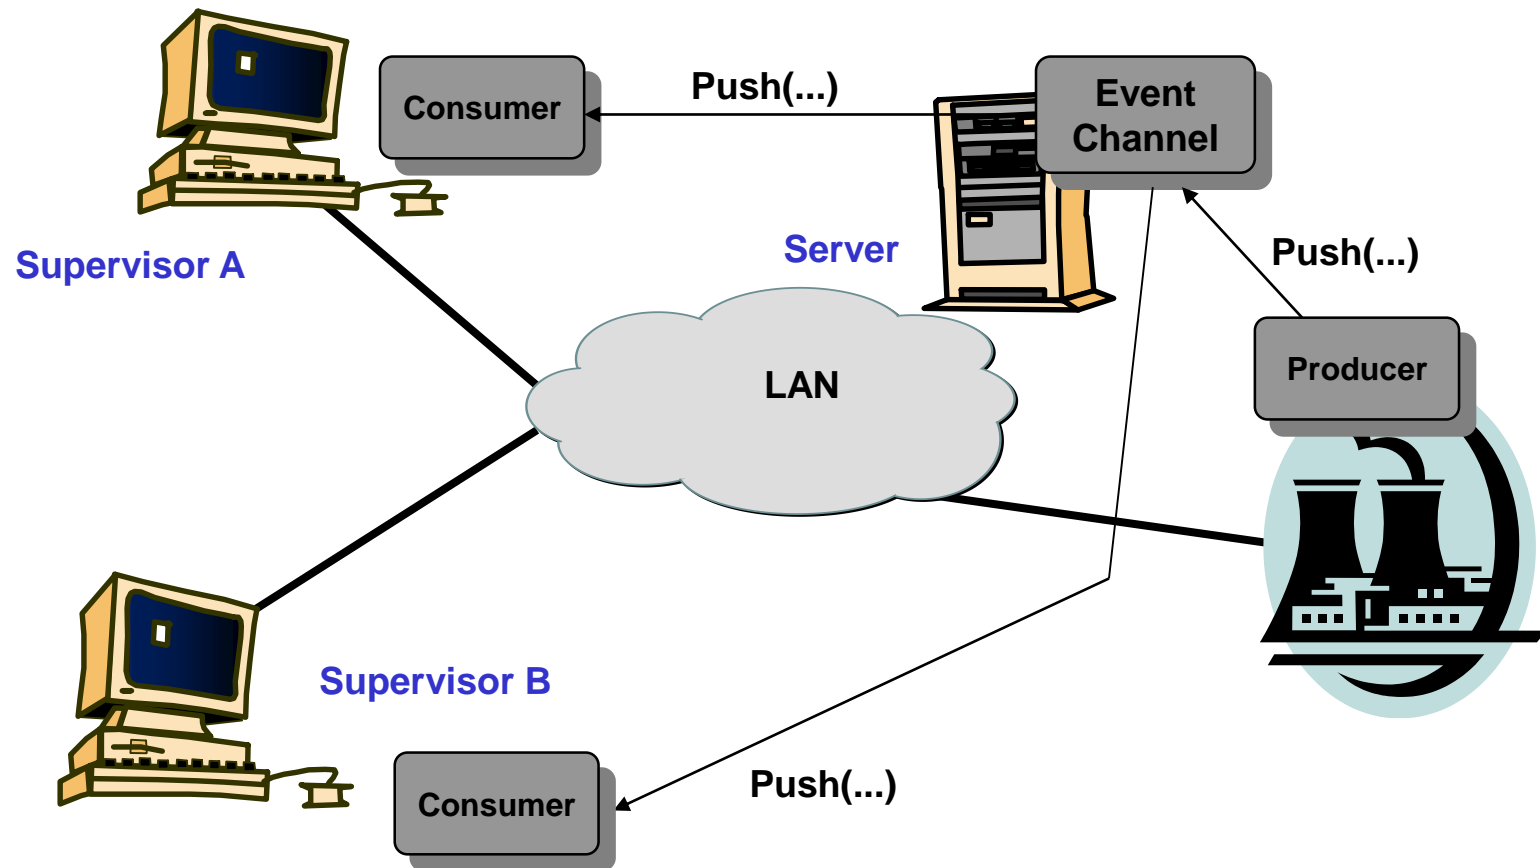 Consumer
Push(...)
Event
Channel
Supervisor A
Server
Push(...)
LAN
Producer
Supervisor B
Consumer
Push(...)